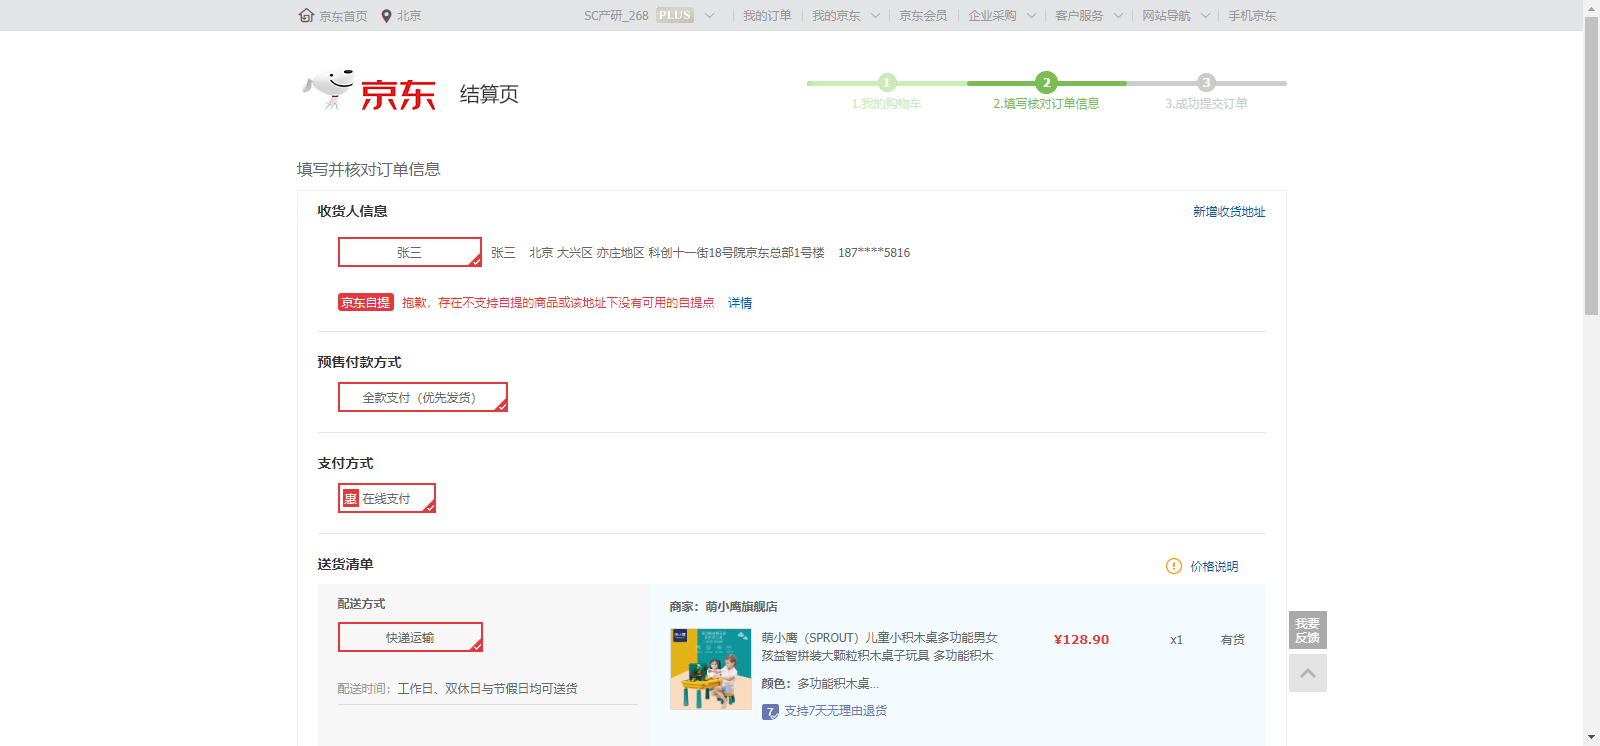 京东首页 北京 SC产研_268 PLUS 我的订单 我的京东 京东会员 企业采购 客户服务 网站导航 手机京东
京东 结算页
1 2 3
1.我的购物车 2.填写核对订单信息 3.成功提交订单
填写并核对订单信息
收货人信息 新增收货地址
张三 张三 北京 大兴区 亦庄地区 科创十一街18号院京东总部1号楼 187****5816
京东自提 抱歉，存在不支持自提的商品或该地址下没有可用的自提点 详情
预售付款方式
全款支付（优先发货）
支付方式
惠 在线支付
送货清单 价格说明
配送方式
快递运输
配送时间：工作日、双休日与节假日均可送货
商家：萌小鹰旗舰店
萌小鹰（SPROUT）儿童小积木桌多功能男女 ¥128.90 x1 有货
孩益智拼装大颗粒积木桌子玩具 多功能积木
颜色：多功能积木桌...
7 支持7天无理由退货
我要
反馈